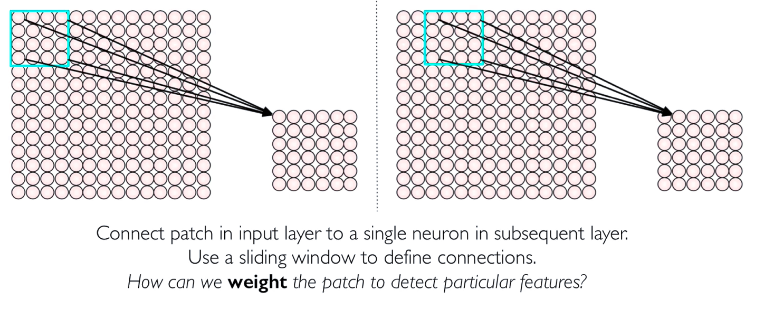 Connect patch in input layer to a single neuron in subsequent layer.
Use a sliding window to define connections.
How can we weight the patch to detect particular features?